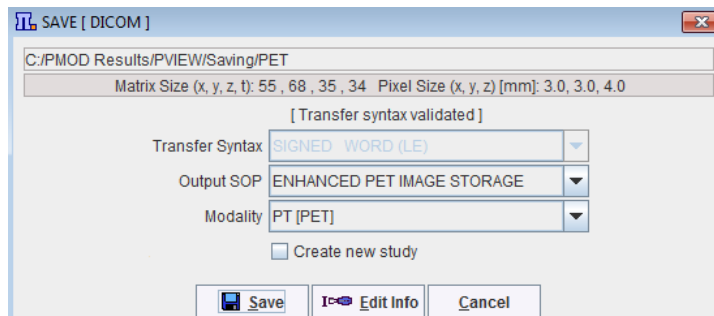 SAVE [ DICOM ]
C:/PMOD Results/PVIEW/Saving/PET
Matrix Size (x, y, z, t): 55 , 68 , 35 , 34 Pixel Size (x, y, z) [mm]: 3.0, 3.0, 4.0
[ Transfer syntax validated ]
Transfer Syntax SIGNED WORD (LE)
Output SOP ENHANCED PET IMAGE STORAGE
Modality PT [PET]
Create new study
Save Edit Info Cancel